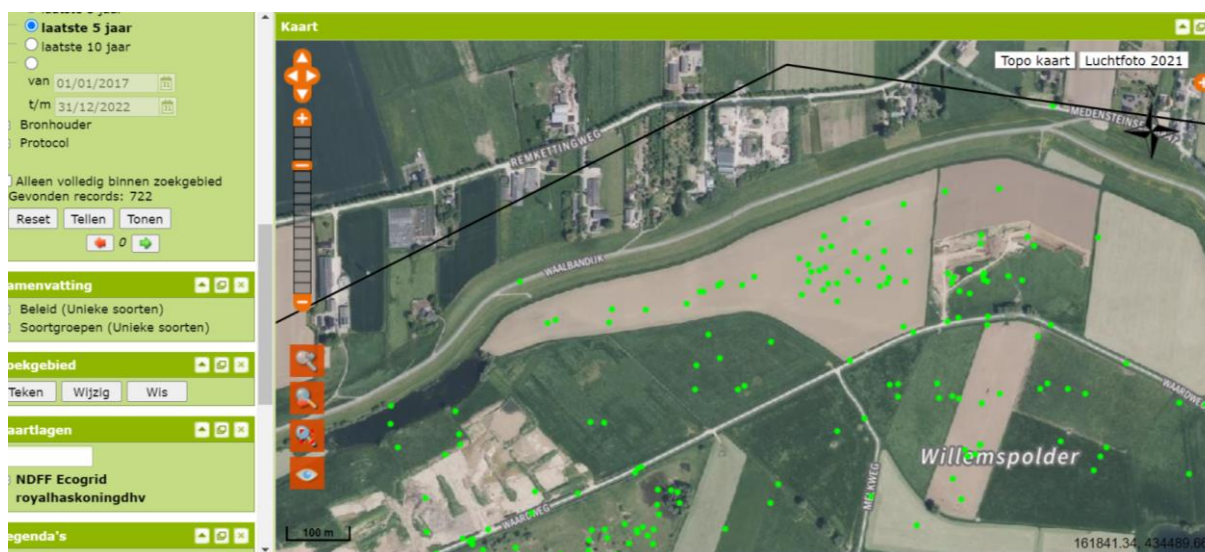 laatste 5 jaar
laatste 10 jaar
van 01/01/2017
t/m 31/12/2022
Bronhouder
Protocol
Alleen volledig binnen zoekgebied
Gevonden records: 722
Reset Tellen Tonen
0
amenvatting
Beleid (Unieke soorten)
Soortgroepen (Unieke soorten)
oekgebied
Teken Wijzig Wis
aartlagen
NDFF Ecogrid
royalhaskoningdhv
egenda's
Kaart
Topo kaart Luchtfoto 2021
REMKETTINGWEG
WAALBANDIJK
WAARDWEG
Willemspolder
MELKWEG
WAARDWEG
100 m
161841.34, 434489.66